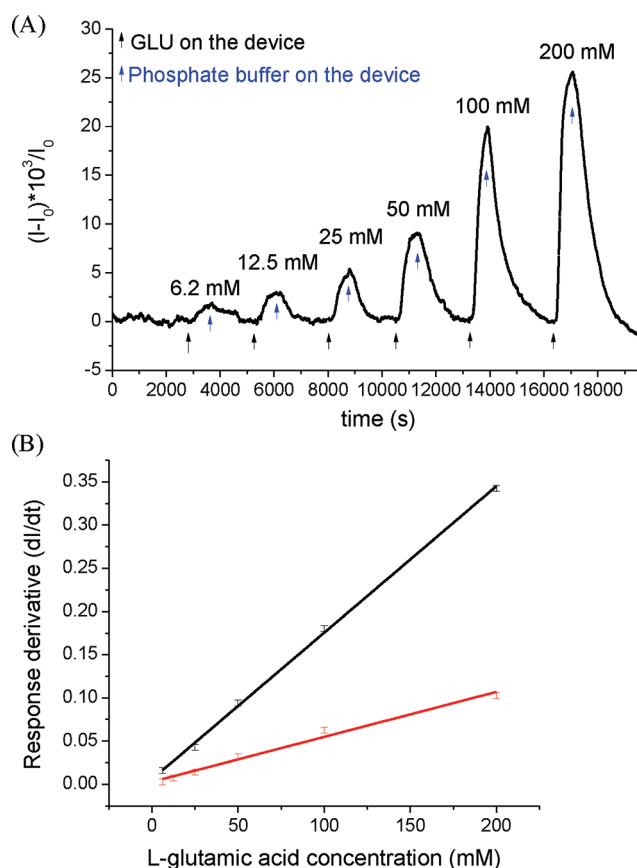 (A)
GLU on the device
Phosphate buffer on the device
6.2 mM
12.5 mM
25 mM
50 mM
100 mM
200 mM
(I-I₀)*10³/I₀
30
25
20
15
10
5
0
-5
0 2000 4000 6000 8000 10000 12000 14000 16000 18000
time (s)
(B)
Response derivative (dI/dt)
0.35
0.30
0.25
0.20
0.15
0.10
0.05
0.00
0 50 100 150 200
L-glutamic acid concentration (mM)